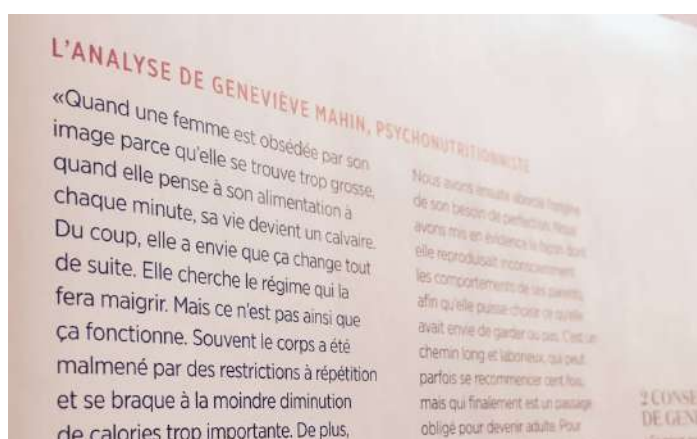 L'ANALYSE DE GENEVIÈVE MAHIN, PSYCHONUTRITIONNISTE
«Quand une femme est obsédée par son
image parce qu'elle se trouve trop grosse,
quand elle pense à son alimentation à
chaque minute, sa vie devient un calvaire.
Du coup, elle a envie que ça change tout
de suite. Elle cherche le régime qui la
fera maigrir. Mais ce n'est pas ainsi que
ça fonctionne. Souvent le corps a été
malmené par des restrictions à répétition
et se braque à la moindre diminution
de calories trop importante. De plus,
Nous avons ensuite abordé l'origine
de son besoin de perfection. Nous
avons mis en évidence la façon dont
elle reproduisait inconsciemment
les comportements de ses parents,
afin qu'elle puisse choisir ce qu'elle
avait envie de garder ou pas. C'est un
chemin long et laborieux, qui peut
parfois se recommencer cent fois,
mais qui finalement est un passage
obligé pour devenir adulte. Pour
2 CONSE
DE GEN